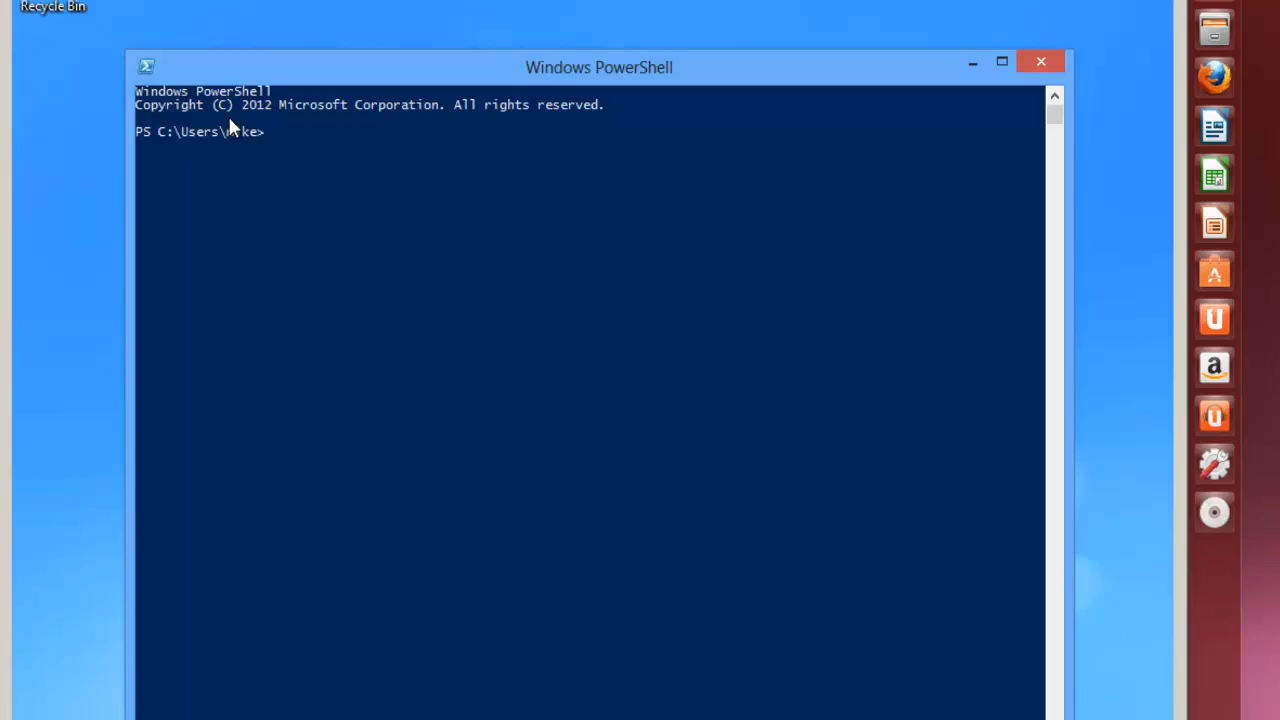 Recycle Bin
Windows PowerShell
Windows PowerShell
Copyright (C) 2012 Microsoft Corporation. All rights reserved.
PS C:\Users\